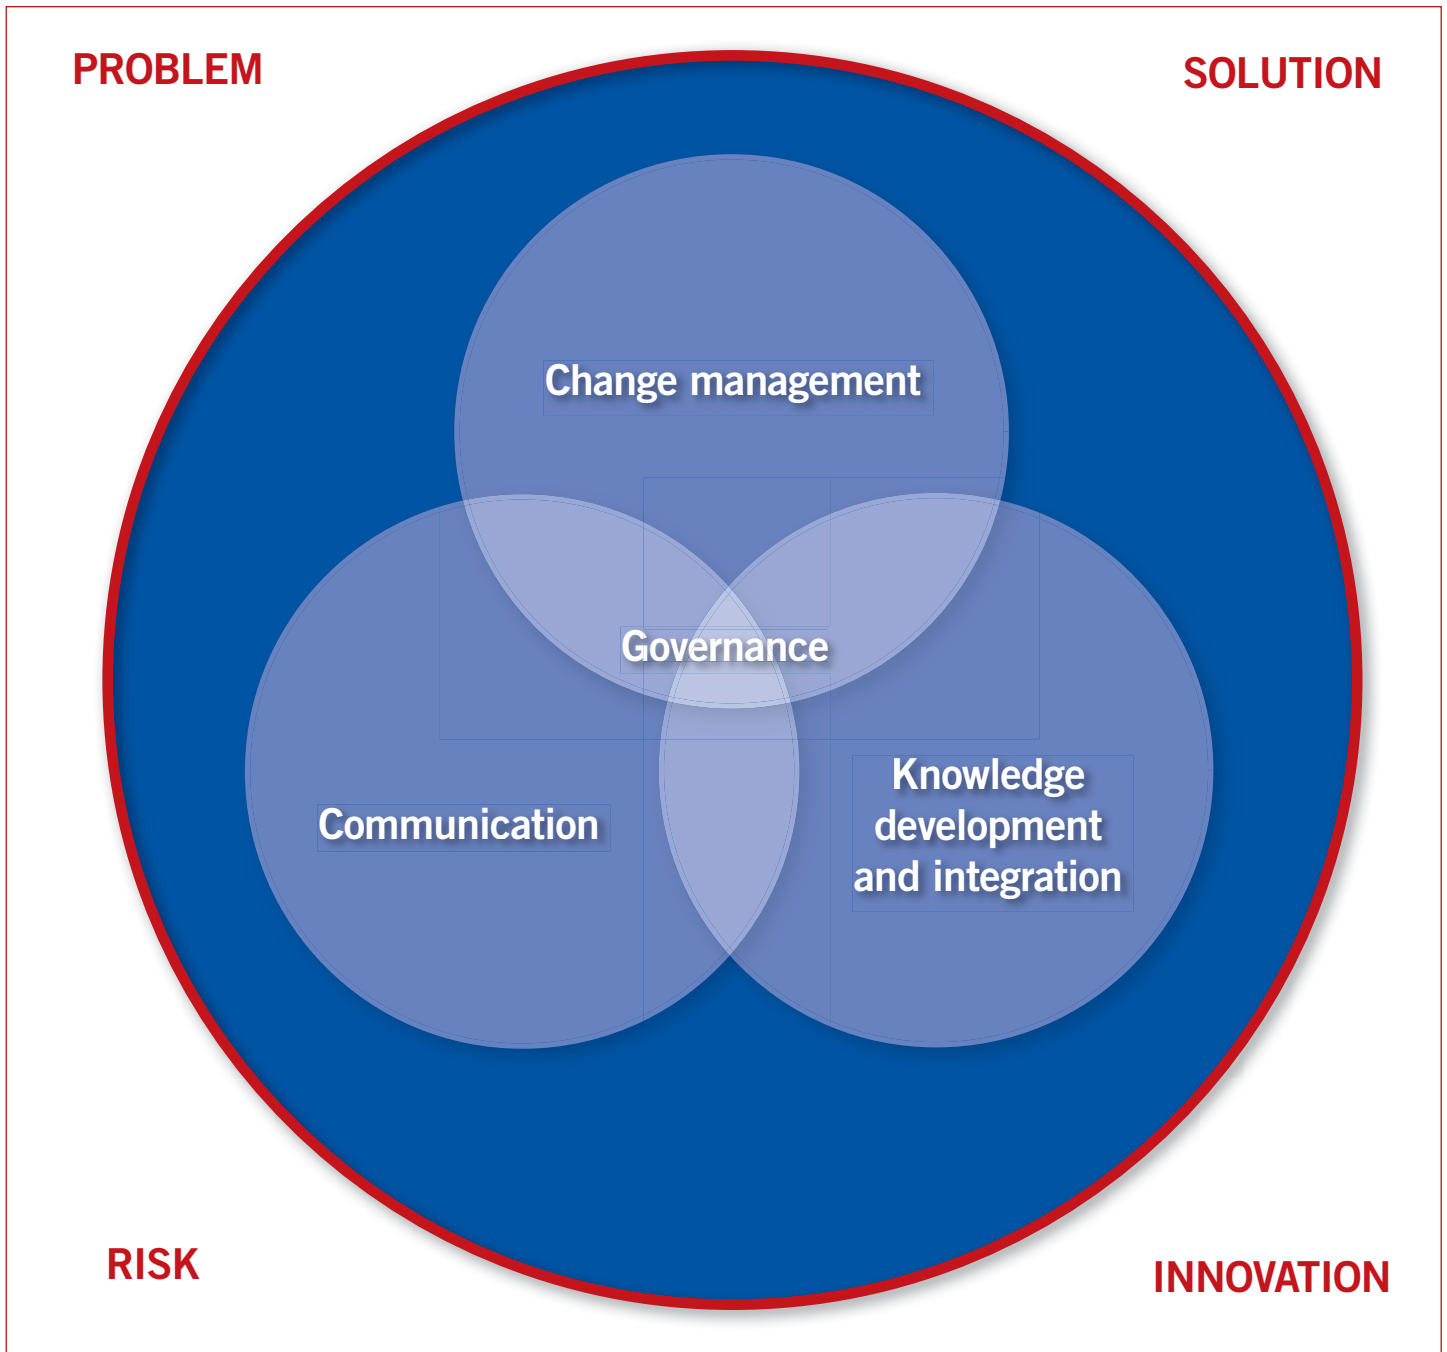 PROBLEM
SOLUTION
Change management
Governance
Communication
Knowledge
development
and integration
RISK
INNOVATION